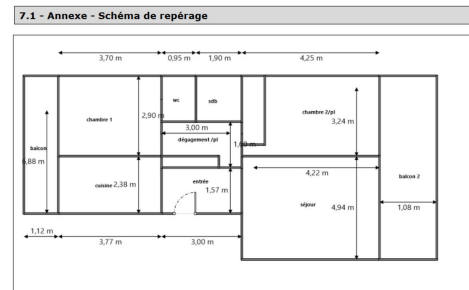 7.1 - Annexe - Schéma de repérage
3,70 m
0,95 m
1,90 m
4,25 m
wc
sdb
chambre 1
2,90 m
chambre 2/pl
3,24 m
3,00 m
dégagement /pl
balcon
6,88 m
cuisine
2,38 m
entrée
1,57 m
4,22 m
balcon 2
séjour
4,94 m
1,08 m
1,12 m
3,77 m
3,00 m